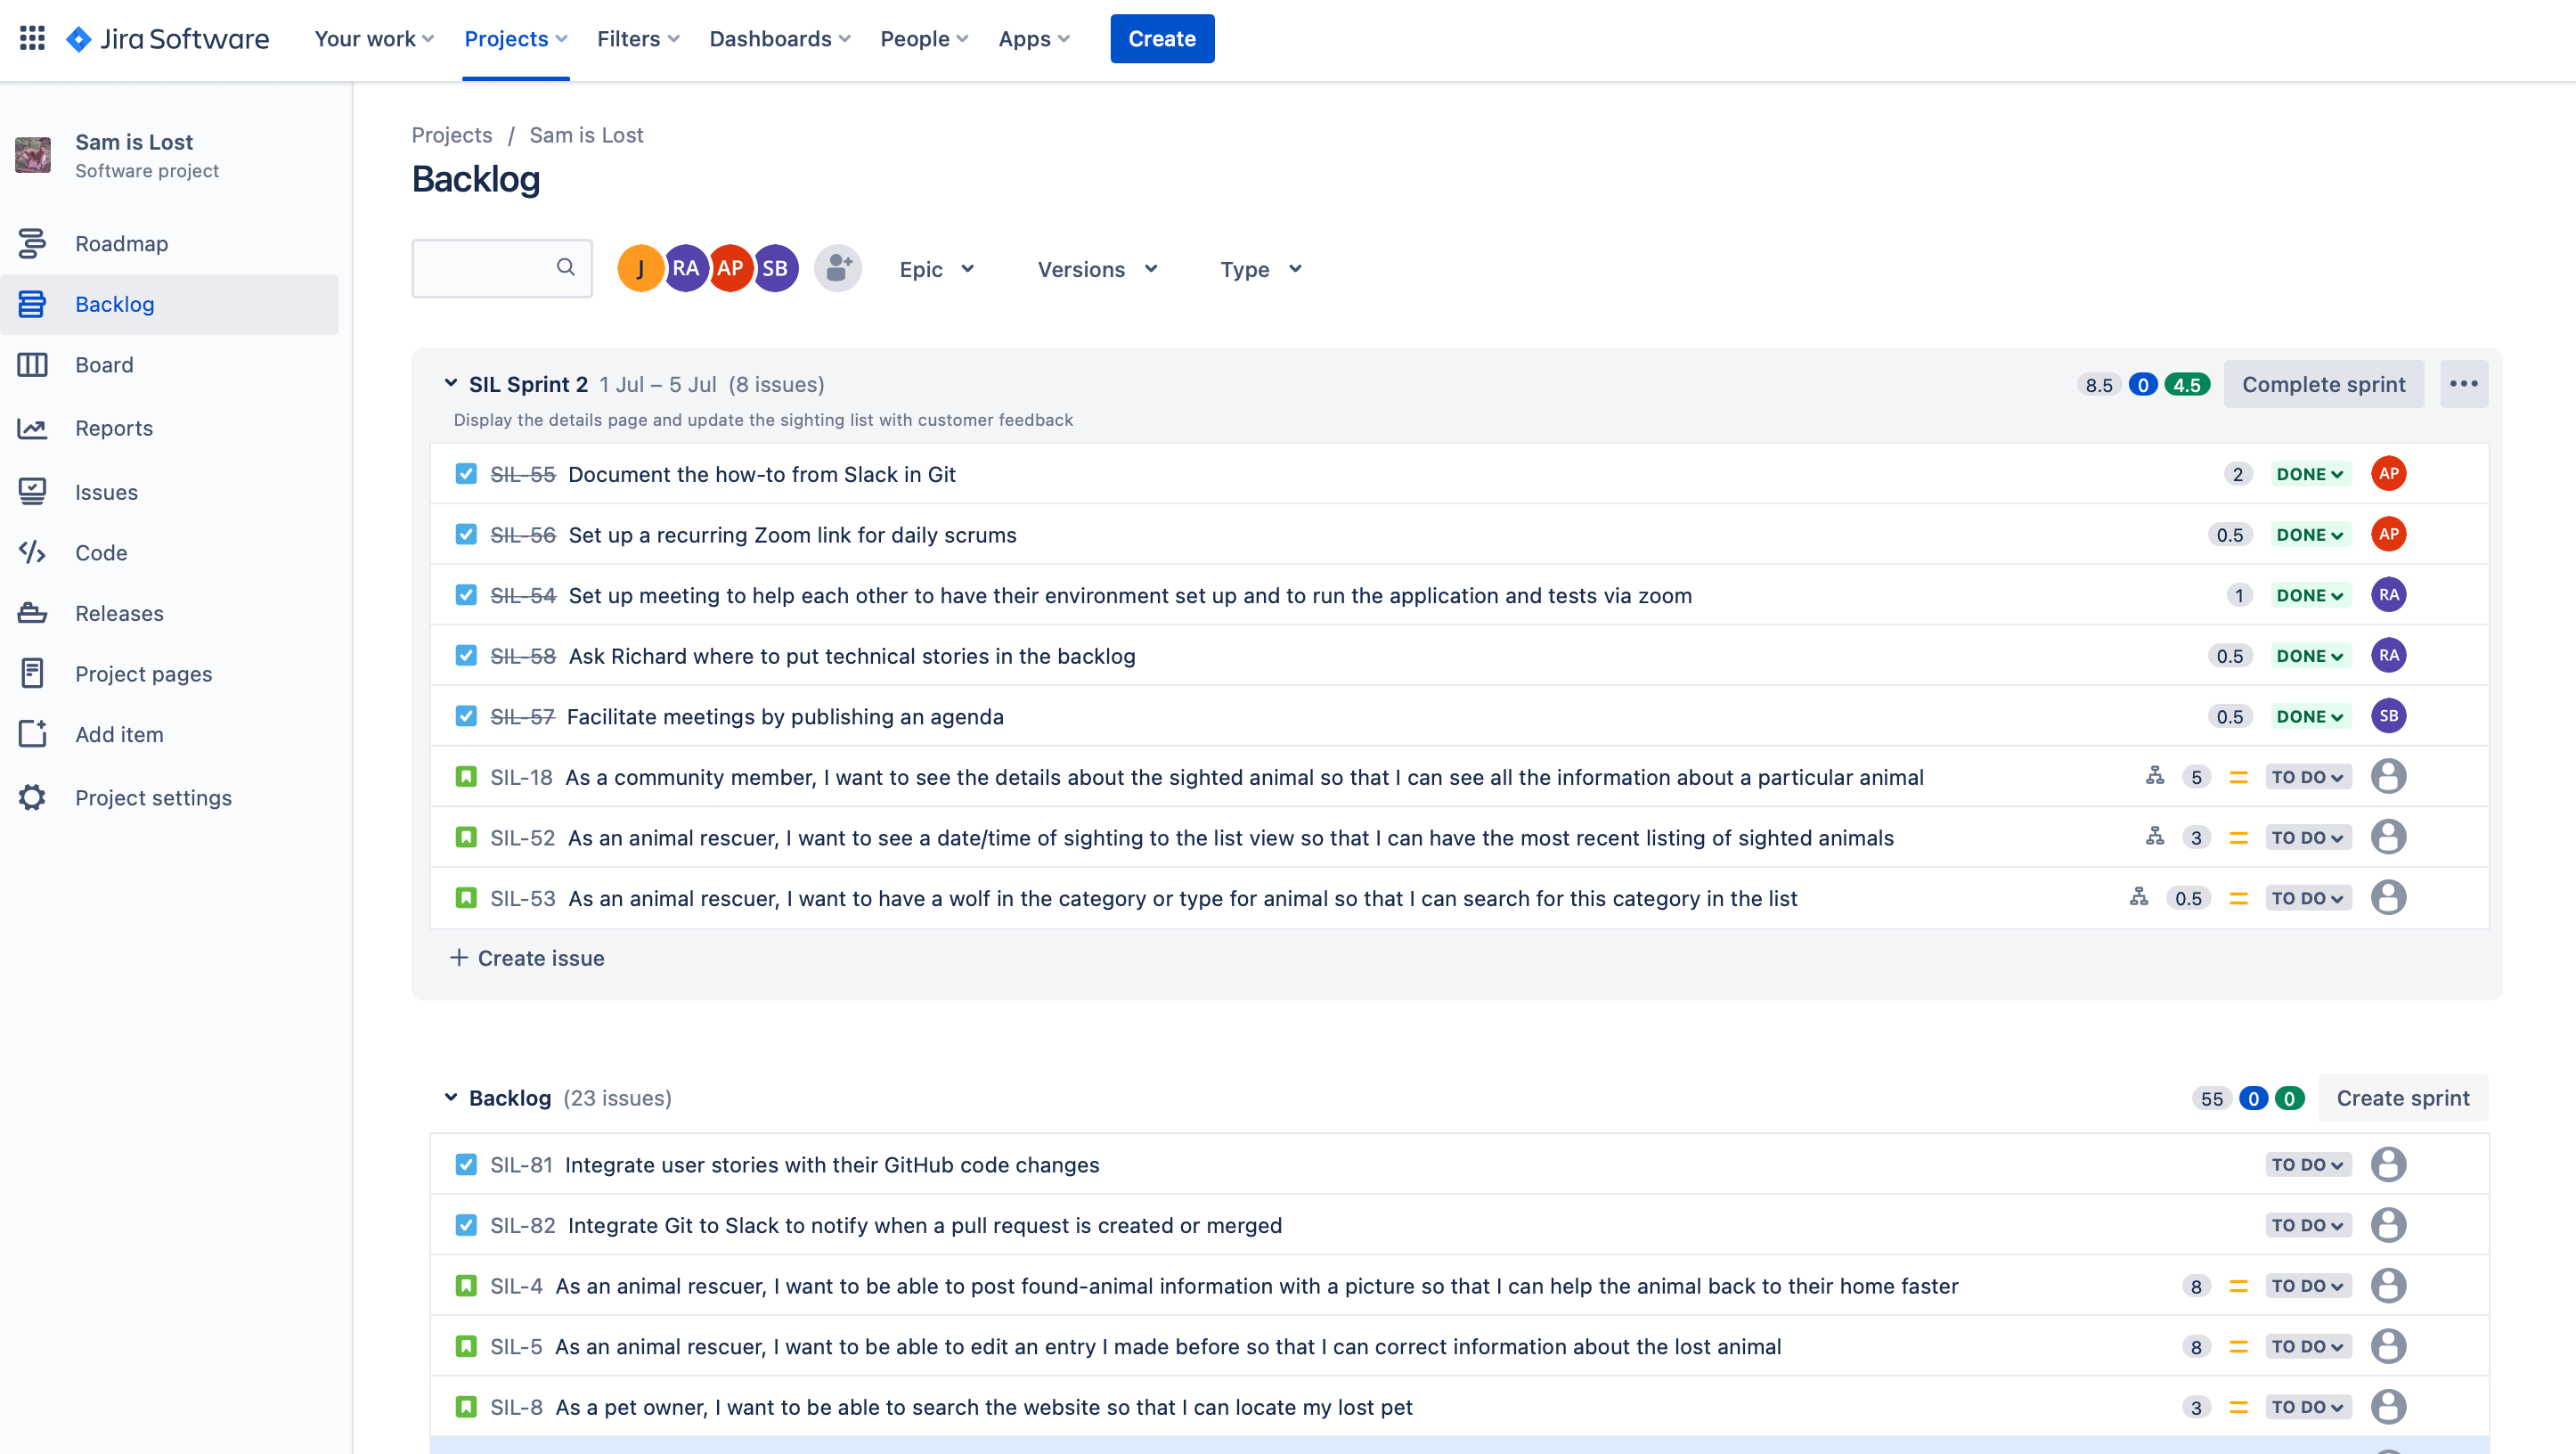 Jira Software Your work Projects Filters Dashboards People Apps Create
Sam is Lost
Software project
Roadmap
Backlog
Board
Reports
Issues
Code
Releases
Project pages
Add item
Project settings
Projects / Sam is Lost
Backlog
J RA AP SB Epic Versions Type
SIL Sprint 2 1 Jul – 5 Jul (8 issues) 8.5 0 4.5 Complete sprint
Display the details page and update the sighting list with customer feedback
SIL-55 Document the how-to from Slack in Git 2 DONE AP
SIL-56 Set up a recurring Zoom link for daily scrums 0.5 DONE AP
SIL-54 Set up meeting to help each other to have their environment set up and to run the application and tests via zoom 1 DONE RA
SIL-58 Ask Richard where to put technical stories in the backlog 0.5 DONE RA
SIL-57 Facilitate meetings by publishing an agenda 0.5 DONE SB
SIL-18 As a community member, I want to see the details about the sighted animal so that I can see all the information about a particular animal 5 TO DO
SIL-52 As an animal rescuer, I want to see a date/time of sighting to the list view so that I can have the most recent listing of sighted animals 3 TO DO
SIL-53 As an animal rescuer, I want to have a wolf in the category or type for animal so that I can search for this category in the list 0.5 TO DO
+ Create issue
Backlog (23 issues) 55 0 0 Create sprint
SIL-81 Integrate user stories with their GitHub code changes TO DO
SIL-82 Integrate Git to Slack to notify when a pull request is created or merged TO DO
SIL-4 As an animal rescuer, I want to be able to post found-animal information with a picture so that I can help the animal back to their home faster 8 TO DO
SIL-5 As an animal rescuer, I want to be able to edit an entry I made before so that I can correct information about the lost animal 8 TO DO
SIL-8 As a pet owner, I want to be able to search the website so that I can locate my lost pet 3 TO DO